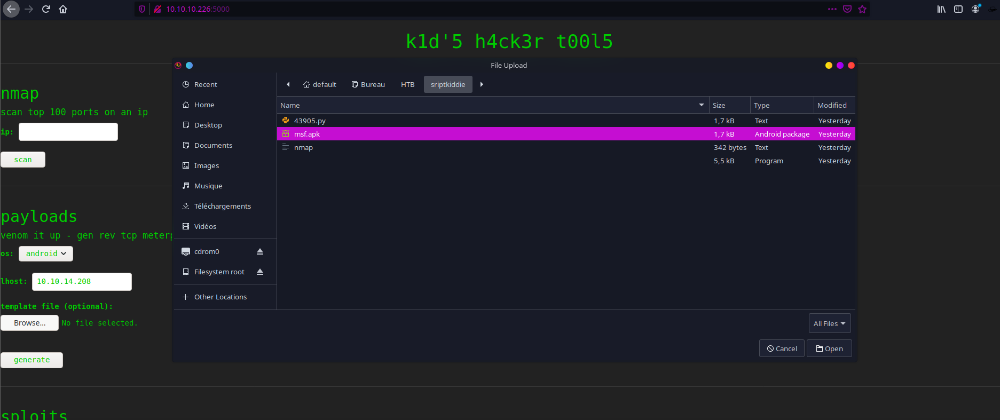 10.10.10.226:5000
k1d'5 h4ck3r t00l5
File Upload
nmap
scan top 100 ports on an ip
ip:
scan
payloads
venom it up - gen rev tcp meterp
os: android
lhost: 10.10.14.208
template file (optional):
Browse... No file selected.
generate
sploits
Recent
Home
Desktop
Documents
Images
Musique
Téléchargements
Vidéos
cdrom0
Filesystem root
Other Locations
default Bureau HTB sriptkiddie
Name Size Type Modified
43905.py 1,7 kB Text Yesterday
msf.apk 1,7 kB Android package Yesterday
nmap 342 bytes Text Yesterday
5,5 kB Program Yesterday
All Files
Cancel Open